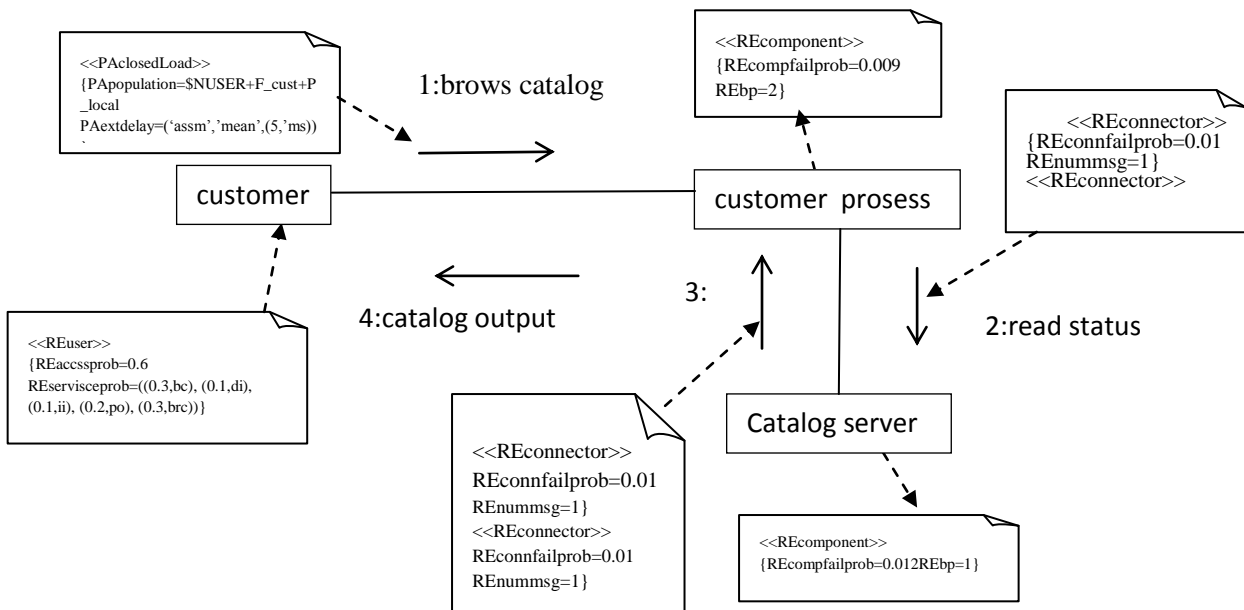 <<PAclosedLoad>>
{PApopulation=$NUSER+F_cust+P
_local
PAextdelay=('assm','mean',(5,'ms))
1:brows catalog
<<REcomponent>>
{REcompfailprob=0.009
REbp=2}
<<REconnector>>
{REconnfailprob=0.01
REnummsg=1}
<<REconnector>>
customer
customer prosess
4:catalog output
3:
2:read status
<<REuser>>
{REaccssprob=0.6
REservisceprob=((0.3,bc), (0.1,di),
(0.1,ii), (0.2,po), (0.3,brc))}
<<REconnector>>
REconnfailprob=0.01
REnummsg=1}
<<REconnector>>
REconnfailprob=0.01
REnummsg=1}
Catalog server
<<REcomponent>>
{REcompfailprob=0.012REbp=1}